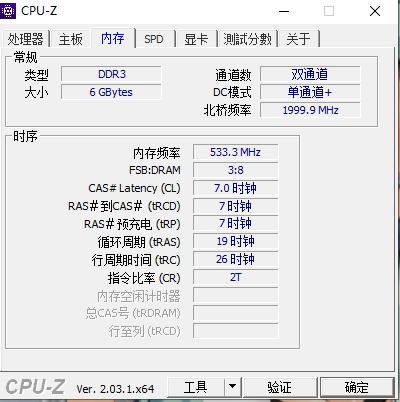 CPU-Z
处理器 主板 内存 SPD 显卡 測試分數 关于
常规
类型 DDR3 通道数 双通道
大小 6 GBytes DC模式 单通道+
北桥频率 1999.9 MHz
时序
内存频率 533.3 MHz
FSB:DRAM 3:8
CAS# Latency (CL) 7.0 时钟
RAS# 到CAS# (tRCD) 7 时钟
RAS# 预充电 (tRP) 7 时钟
循环周期 (tRAS) 19 时钟
行周期时间 (tRC) 26 时钟
指令比率 (CR) 2T
内存空闲计时器
总CAS号 (tRDRAM)
行至列 (tRCD)
CPU-Z Ver. 2.03.1.x64 工具 验证 确定